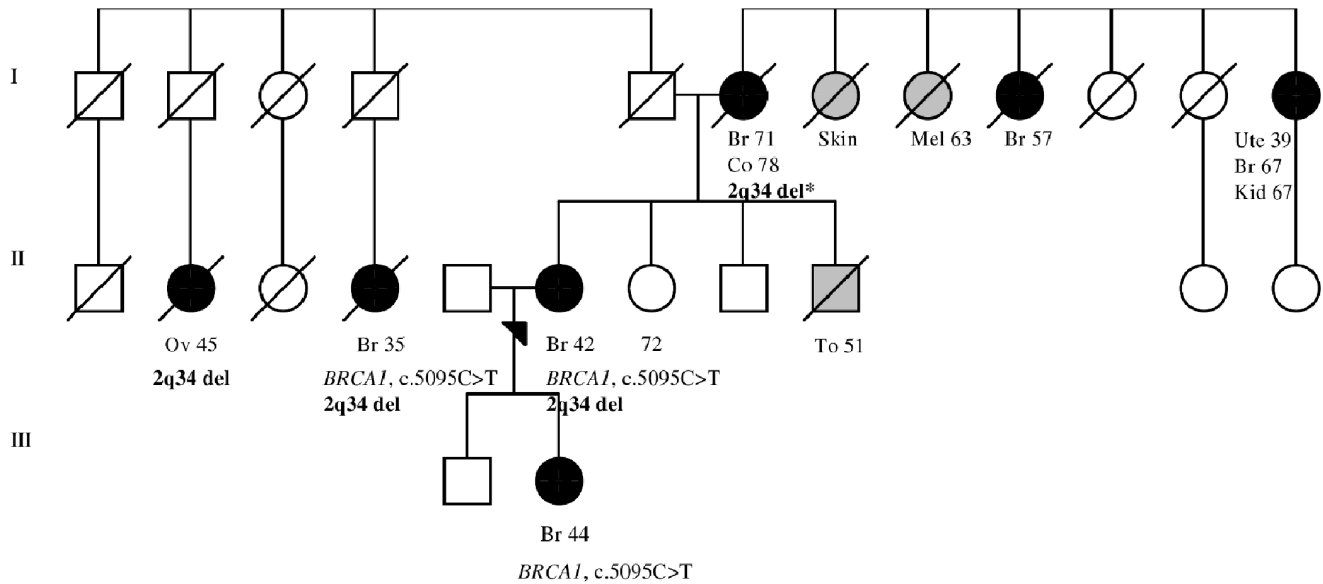 I
Br 71
Co 78
2q34 del*
Skin
Mel 63
Br 57
Ute 39
Br 67
Kid 67
II
Ov 45
2q34 del
Br 35
BRCA1, c.5095C>T
2q34 del
Br 42
BRCA1, c.5095C>T
2q34 del
72
To 51
III
Br 44
BRCA1, c.5095C>T